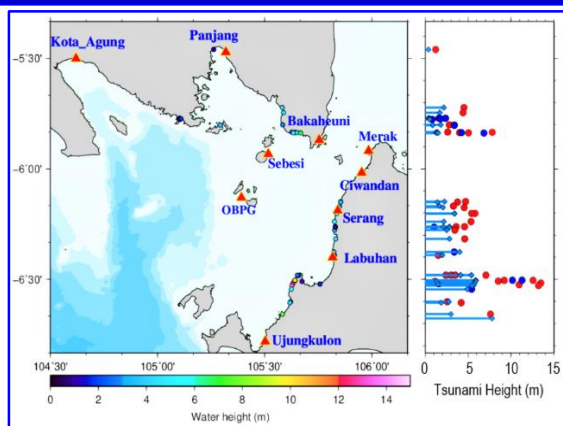 Kota_Agung
Panjang
Bakaheuni
Merak
Sebesi
Ciwandan
OBPG
Serang
Labuhan
Ujungkulon
−5˚30'
−6˚00'
−6˚30'
104˚30'
105˚00'
105˚30'
106˚00'
0 2 4 6 8 10 12 14
Water height (m)
0 5 10 15
Tsunami Height (m)